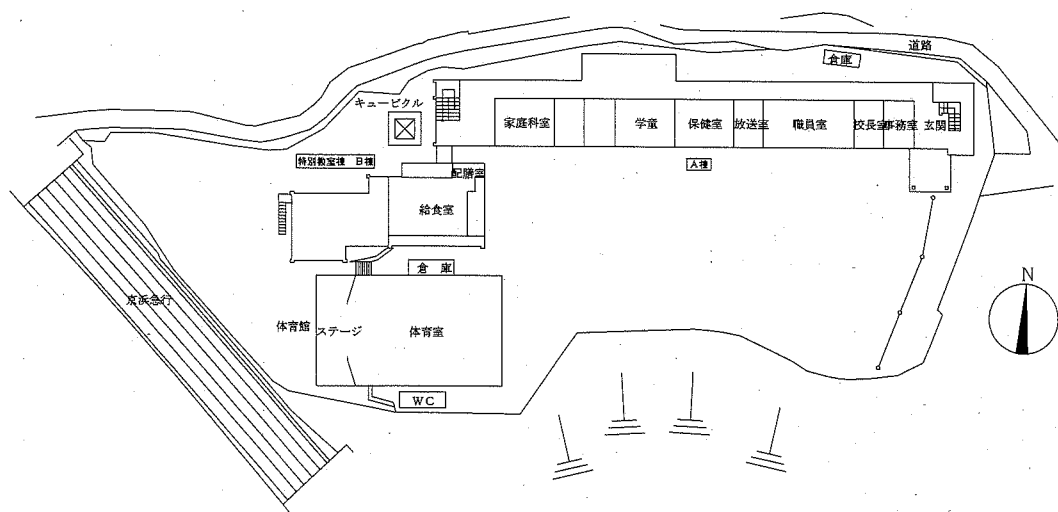 道路
倉庫
キュービクル
家庭科室
学童
保健室
放送室
職員室
校長室
事務室
玄関
特別教室棟 B棟
配膳室
A棟
給食室
倉庫
京浜急行
体育館
ステージ
体育室
WC
N